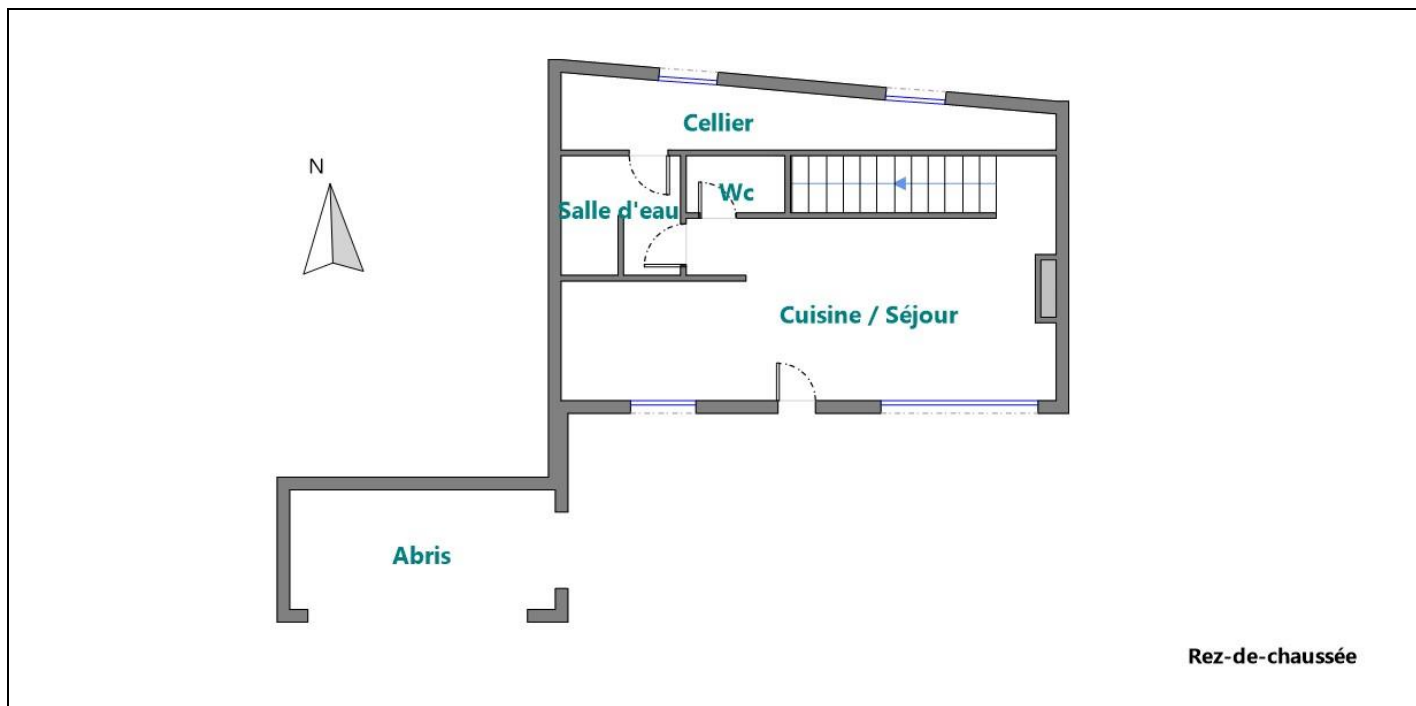 Cellier
N
Wc
Salle d'eau
Cuisine / Séjour
Abris
Rez-de-chaussée